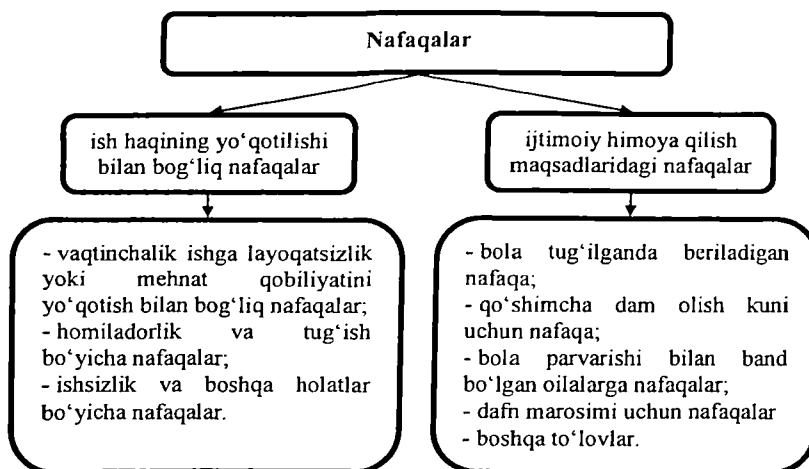 Nafaqalar
ish haqining yo‘qotilishi
bilan bog‘liq nafaqalar
ijtimoiy himoya qilish
maqsadlaridagi nafaqalar
- vaqtinchalik ishga layoqatsizlik
yoki mehnat qobiliyatini
yo‘qotish bilan bog‘liq nafaqalar;
- homiladorlik va tug‘ish
bo‘yicha nafaqalar;
- ishsizlik va boshqa holatlar
bo‘yicha nafaqalar.
- bola tug‘ilganda beriladigan
nafaqa;
- qo‘shimcha dam olish kuni
uchun nafaqa;
- bola parvarishi bilan band
bo‘lgan oilalarga nafaqalar;
- dafn marosimi uchun nafaqalar
- boshqa to‘lovlar.